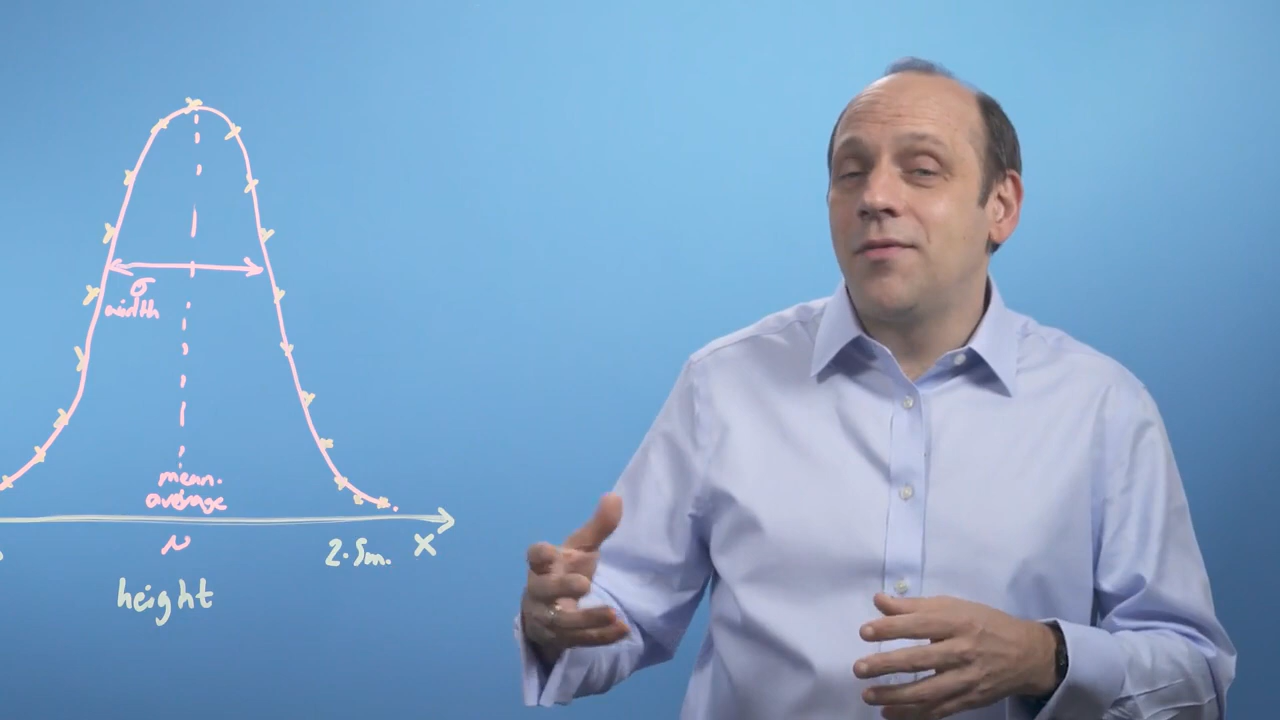 σ
width
mean.
average
μ
2.5m.
x
height